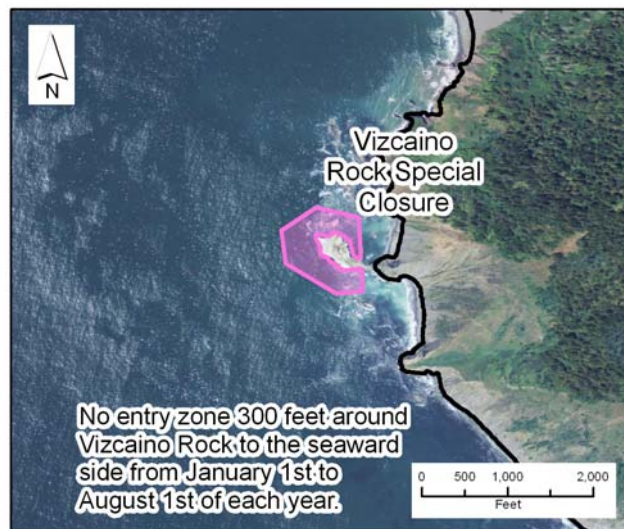 N
Vizcaino
Rock Special
Closure
No entry zone 300 feet around
Vizcaino Rock to the seaward
side from January 1st to
August 1st of each year.
0 500 1,000 2,000
Feet